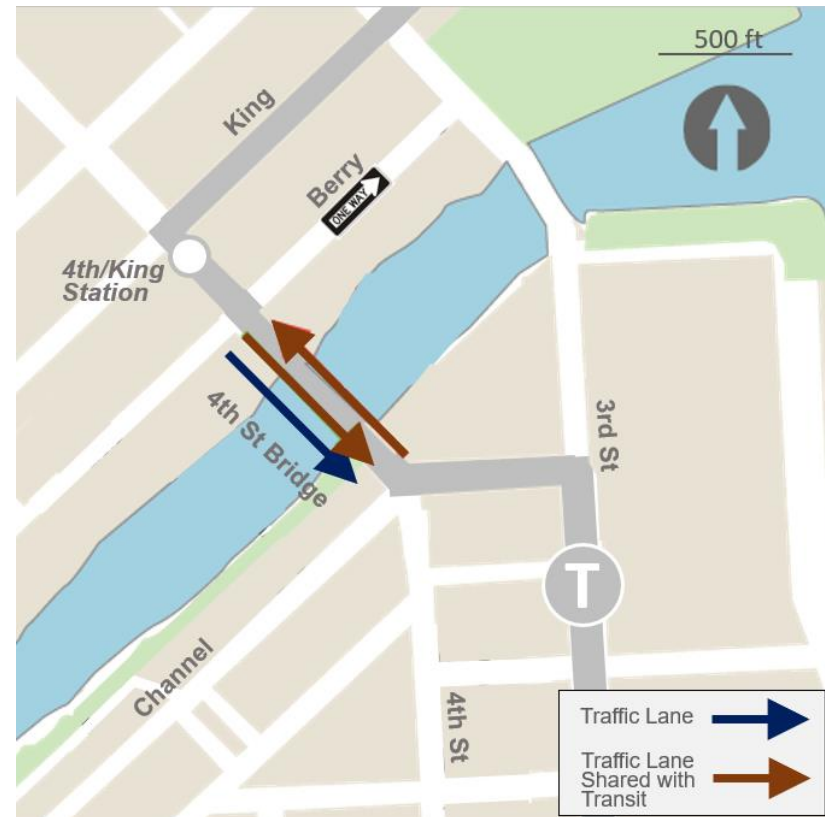 500 ft
King
Berry
ONE WAY
4th/King
Station
4th St Bridge
3rd St
T
Channel
4th St
Traffic Lane
Traffic Lane
Shared with
Transit